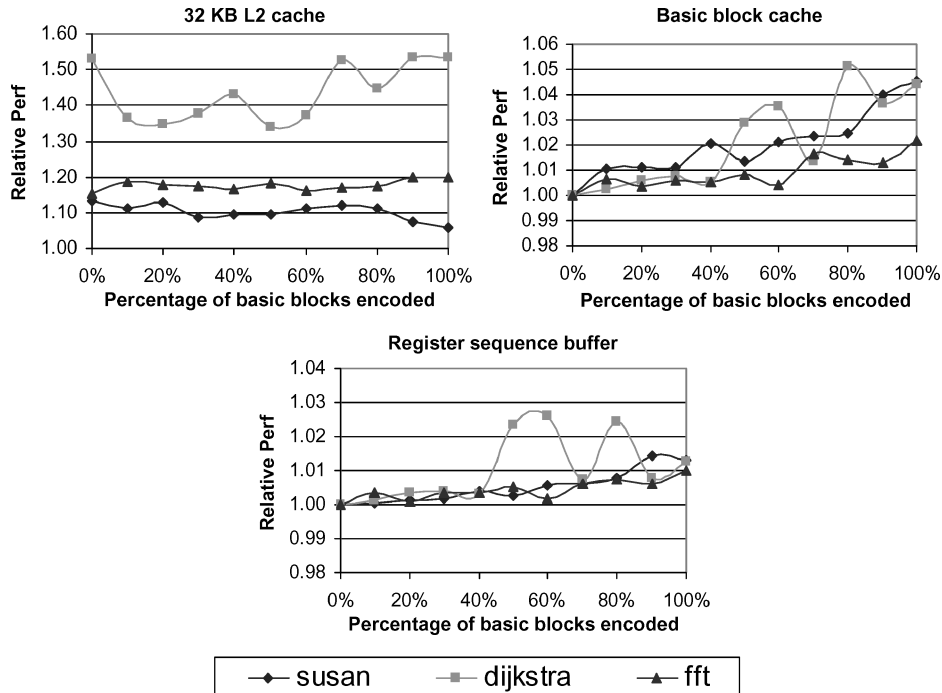 32 KB L2 cache
Relative Perf
1.60
1.50
1.40
1.30
1.20
1.10
1.00
0% 20% 40% 60% 80% 100%
Percentage of basic blocks encoded
Basic block cache
Relative Perf
1.06
1.05
1.04
1.03
1.02
1.01
1.00
0.99
0.98
0% 20% 40% 60% 80% 100%
Percentage of basic blocks encoded
Register sequence buffer
Relative Perf
1.04
1.03
1.02
1.01
1.00
0.99
0.98
0% 20% 40% 60% 80% 100%
Percentage of basic blocks encoded
susan dijkstra fft